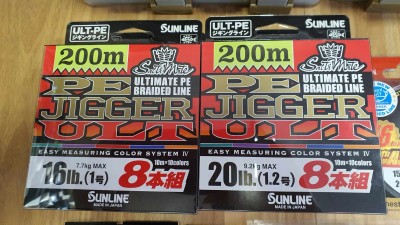 ULT-PE
ジギングライン
SUNLINE
200m
SaltiMate
ULTIMATE PE
BRAIDED LINE
PE
JIGGER
ULT
EASY MEASURING COLOR SYSTEM IV
7.7kg MAX
10m×10colors
16lb.(1号)
8本組
SUNLINE
MADE IN JAPAN
ULT-PE
ジギングライン
SUNLINE
200m
SaltiMate
ULTIMATE PE
BRAIDED LINE
PE
JIGGER
ULT
EASY MEASURING COLOR SYSTEM IV
9.2kg MAX
10m×10colors
20lb.(1.2号)
8本組
SUNLINE
MADE IN JAPAN